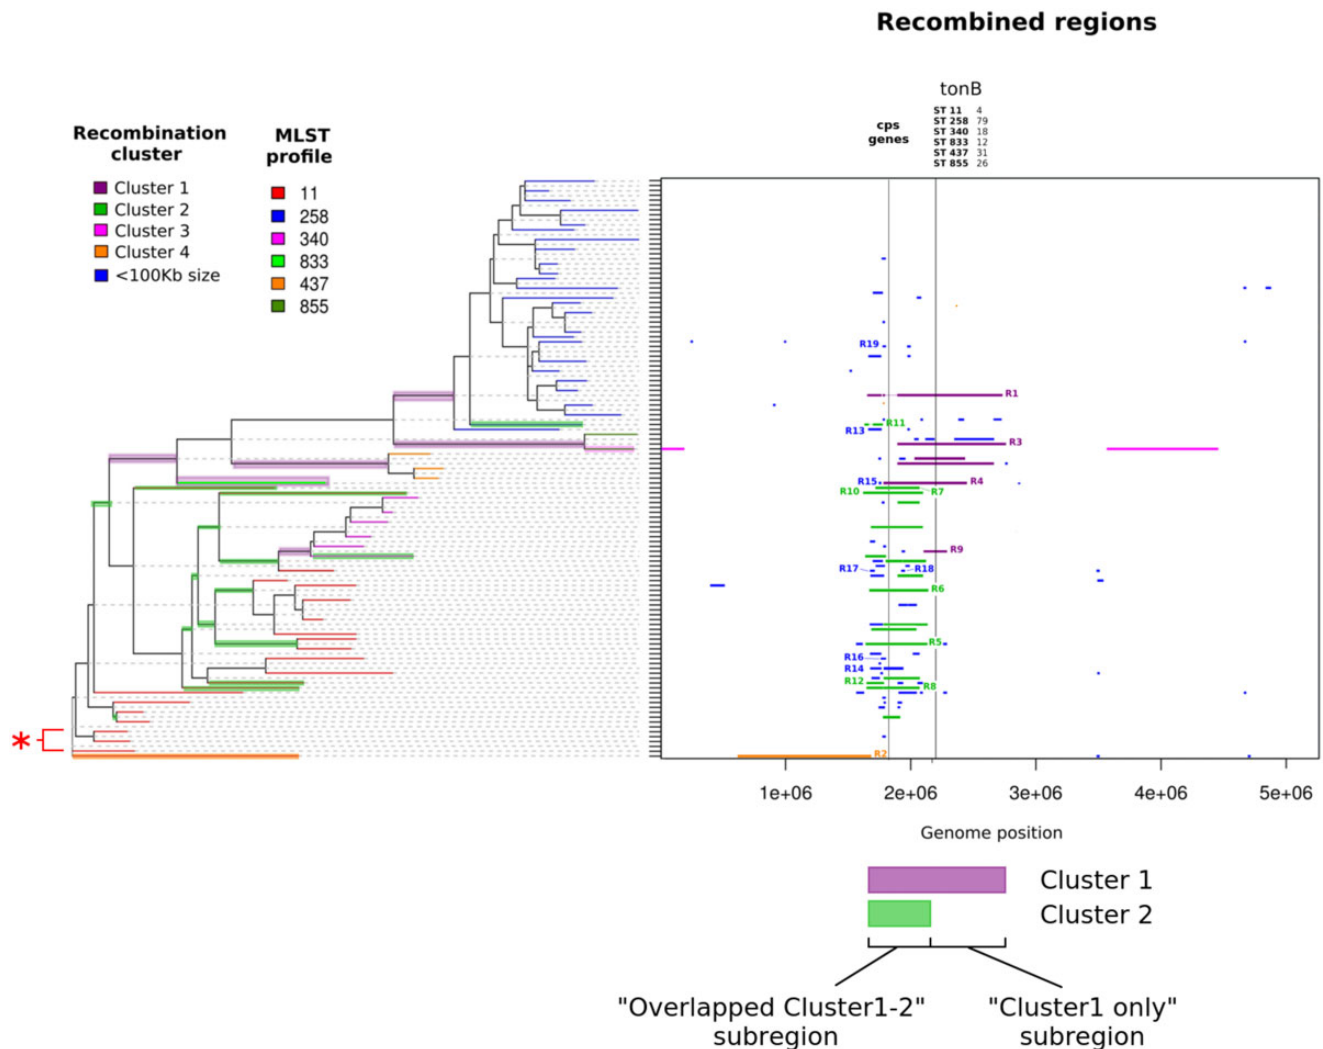 Recombined regions
tonB
ST 11 4
ST 258 79
ST 340 18
ST 833 12
ST 437 31
ST 855 26
cps
genes
Recombination
cluster
Cluster 1
Cluster 2
Cluster 3
Cluster 4
<100Kb size
MLST
profile
11
258
340
833
437
855
R19
R1
R11
R13
R3
R15
R4
R10
R7
R9
R17
R18
R6
R5
R16
R14
R12
R8
R2
*
1e+06
2e+06
3e+06
4e+06
5e+06
Genome position
Cluster 1
Cluster 2
"Overlapped Cluster1-2"
subregion
"Cluster1 only"
subregion